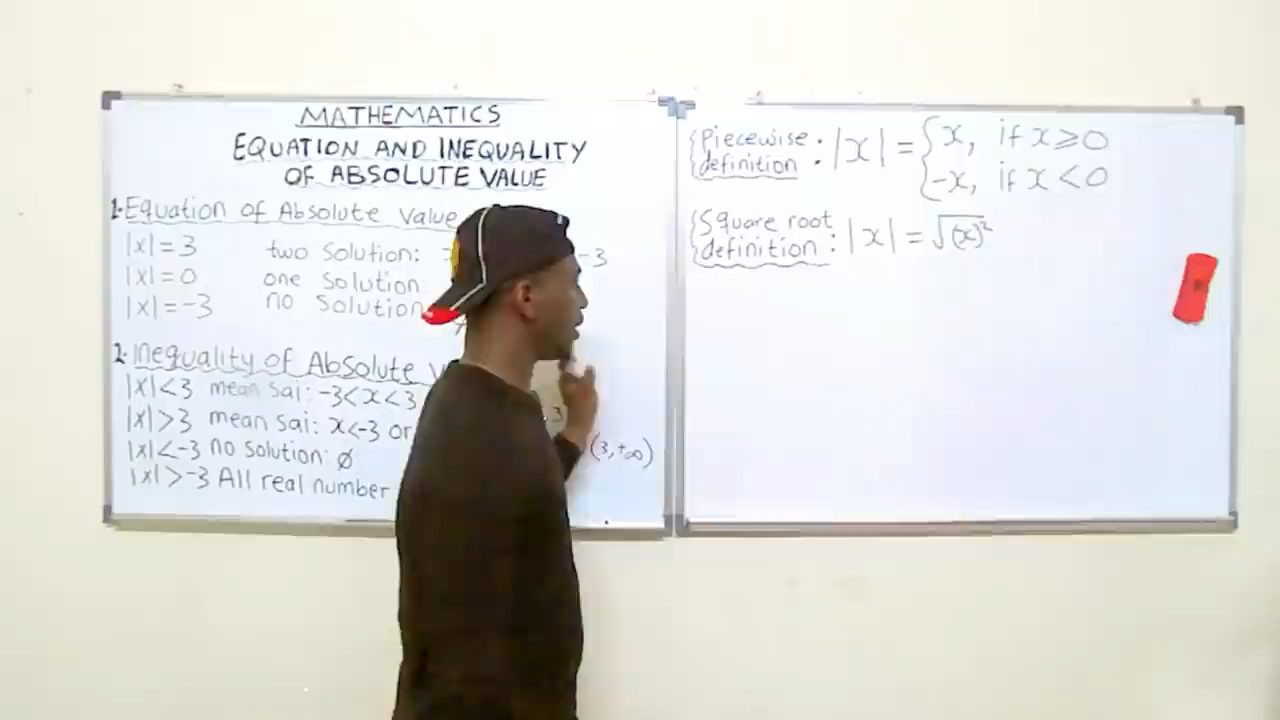 MATHEMATICS
EQUATION AND INEQUALITY
OF ABSOLUTE VALUE
1. Equation of Absolute Value
|x| = 3 two solution: -3
|x| = 0 one solution:
|x| = -3 no solution
2. Inequality of Absolute
|x| < 3 mean sai: -3 < x < 3
|x| > 3 mean sai: x < -3 or (3, +∞)
|x| < -3 no solution: ∅
|x| > -3 All real number
Piecewise definition: |x| = { x, if x ≥ 0
-x, if x < 0
Square root definition: |x| = √(x)²